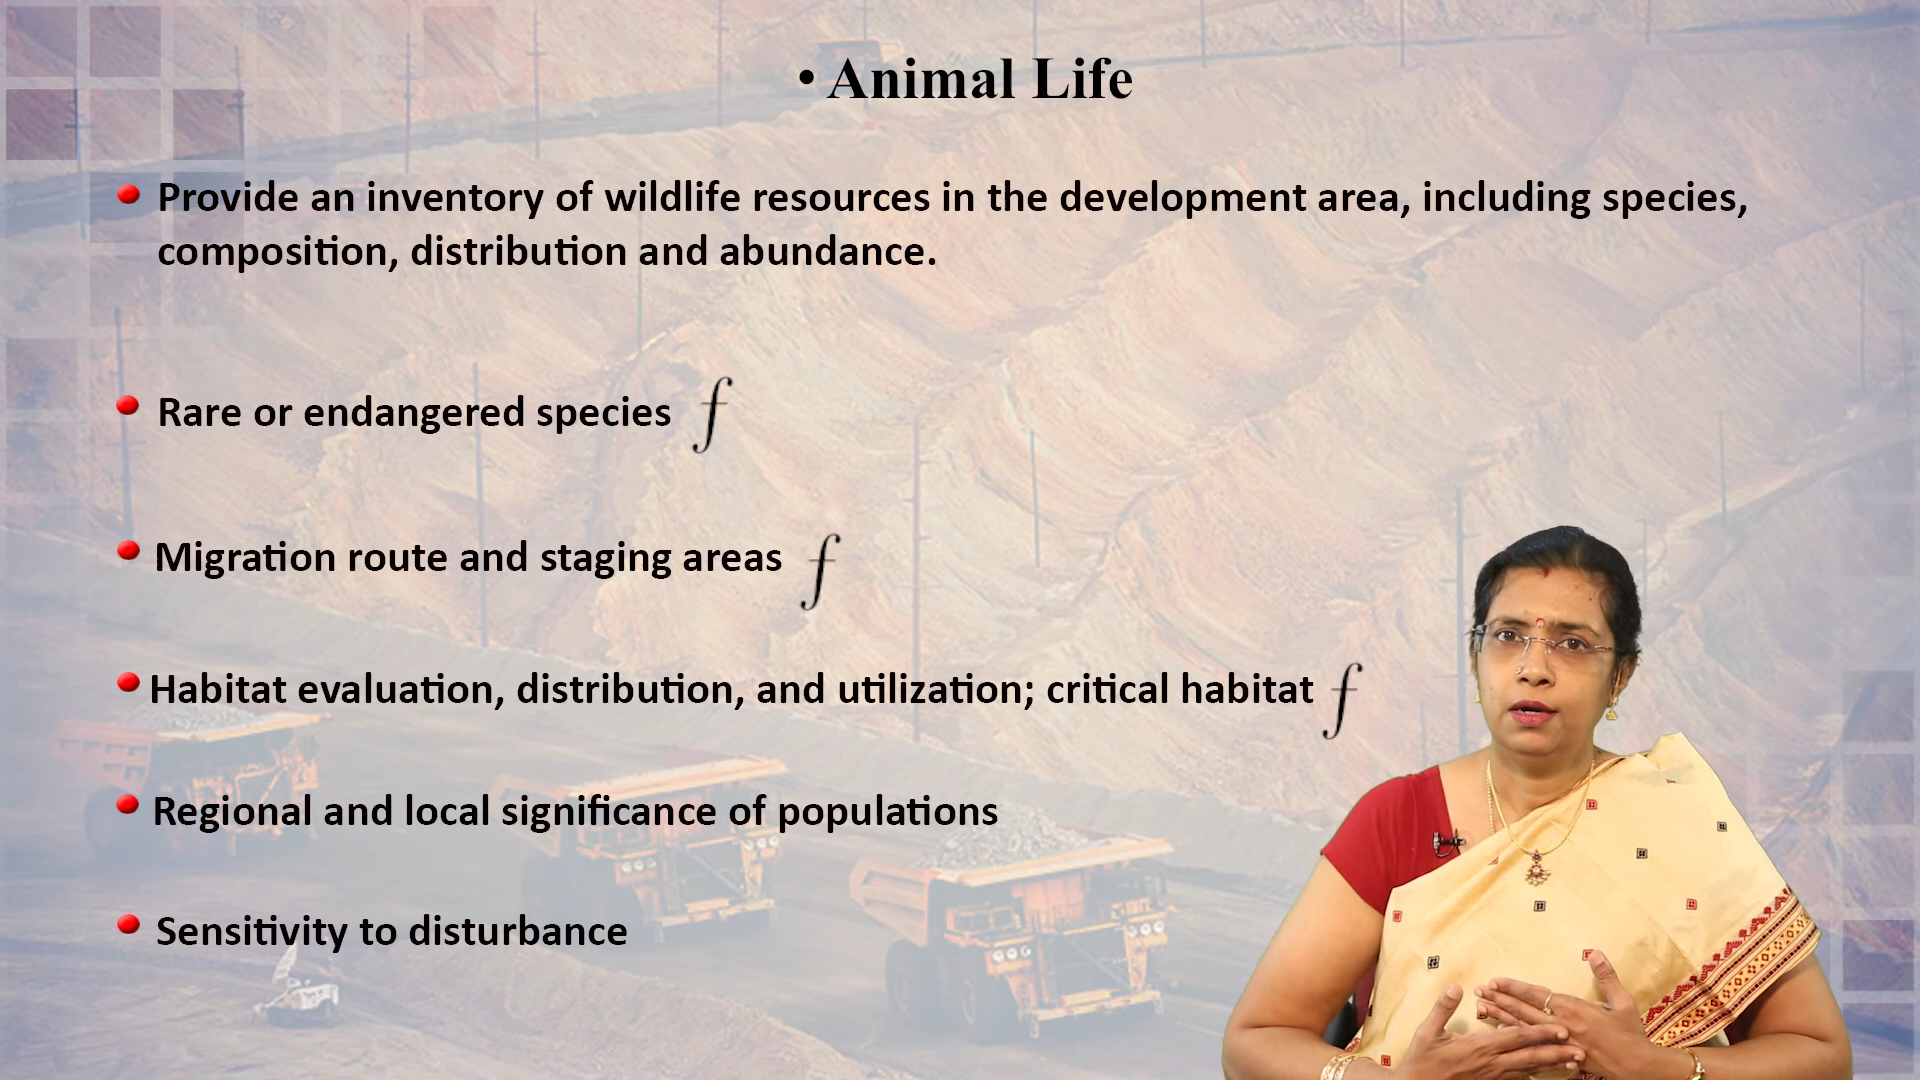 • Animal Life
Provide an inventory of wildlife resources in the development area, including species,
composition, distribution and abundance.
Rare or endangered species f
Migration route and staging areas f
Habitat evaluation, distribution, and utilization; critical habitat f
Regional and local significance of populations
Sensitivity to disturbance